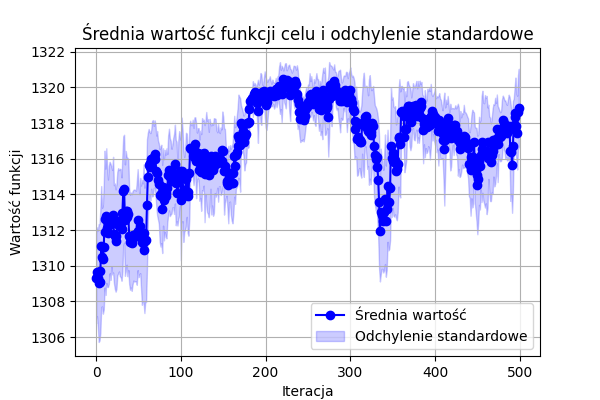 Średnia wartość funkcji celu i odchylenie standardowe
Wartość funkcji
1322
1320
1318
1316
1314
1312
1310
1308
1306
0 100 200 300 400 500
Iteracja
Średnia wartość
Odchylenie standardowe